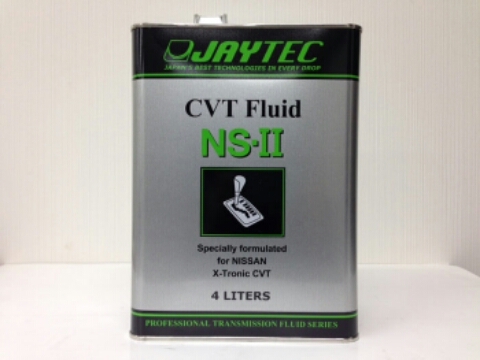 JAYTEC
JAPAN'S BEST TECHNOLOGIES IN EVERY DROP
CVT Fluid
NS-II
Specially formulated
for NISSAN
X-Tronic CVT
4 LITERS
PROFESSIONAL TRANSMISSION FLUID SERIES